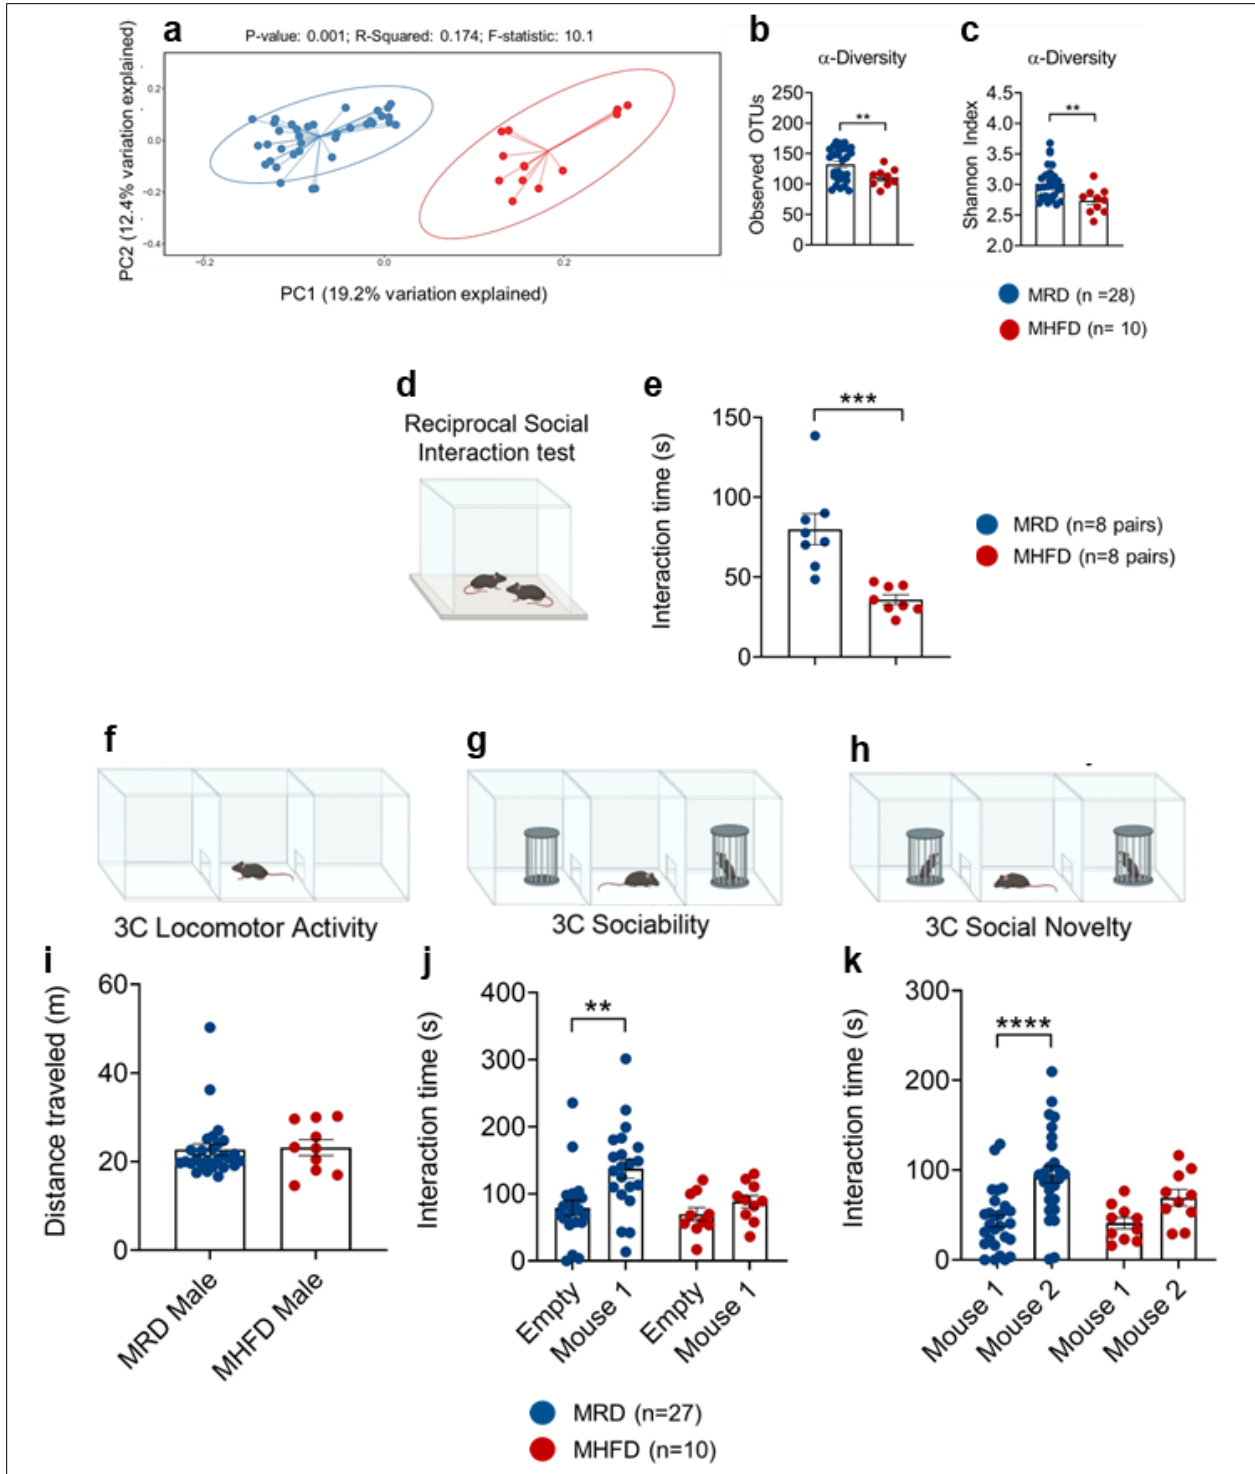 a
P-value: 0.001; R-Squared: 0.174; F-statistic: 10.1
PC2 (12.4% variation explained)
0.2
0.0
−0.2
−0.4
−0.2
0.0
0.2
PC1 (19.2% variation explained)
b
α-Diversity
Observed OTUs
250
200
150
100
50
0
**
c
α-Diversity
Shannon Index
4.5
4.0
3.5
3.0
2.5
2.0
**
MRD (n =28)
MHFD (n= 10)
d
Reciprocal Social
Interaction test
e
Interaction time (s)
150
100
50
0
***
MRD (n=8 pairs)
MHFD (n=8 pairs)
f
3C Locomotor Activity
g
3C Sociability
h
3C Social Novelty
i
Distance traveled (m)
60
40
20
0
MRD Male
MHFD Male
j
Interaction time (s)
400
300
200
100
0
**
Empty
Mouse 1
Empty
Mouse 1
k
Interaction time (s)
300
200
100
0
****
Mouse 1
Mouse 2
Mouse 1
Mouse 2
MRD (n=27)
MHFD (n=10)